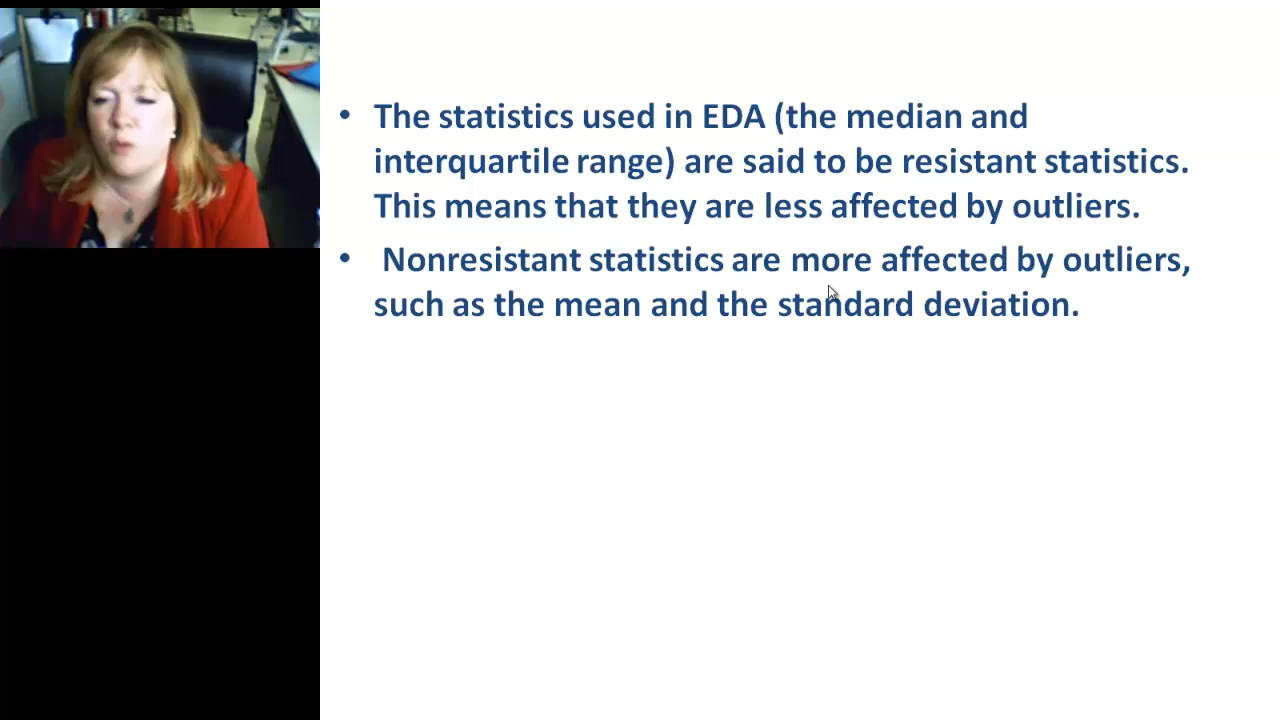 • The statistics used in EDA (the median and
interquartile range) are said to be resistant statistics.
This means that they are less affected by outliers.
• Nonresistant statistics are more affected by outliers,
such as the mean and the standard deviation.